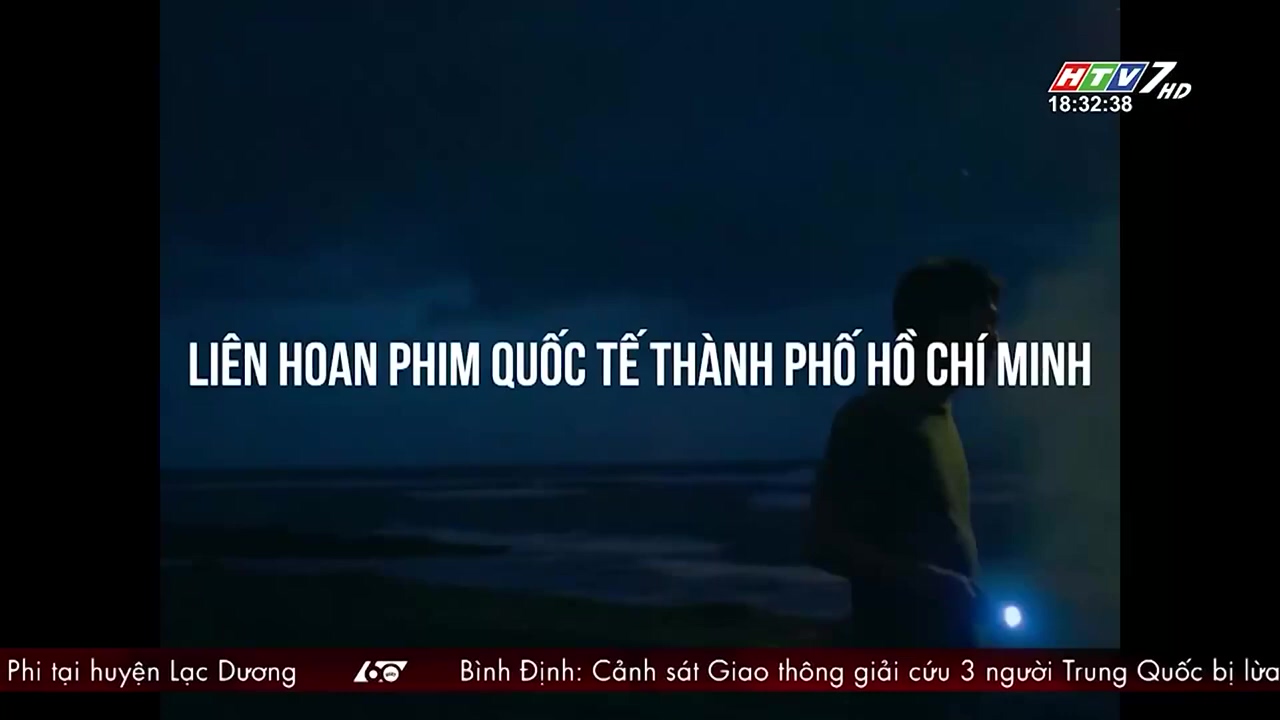 HTV7 HD
18:32:38
LIÊN HOAN PHIM QUỐC TẾ THÀNH PHỐ HỒ CHÍ MINH
Phi tại huyện Lạc Dương 60 giây Bình Định: Cảnh sát Giao thông giải cứu 3 người Trung Quốc bị lừa